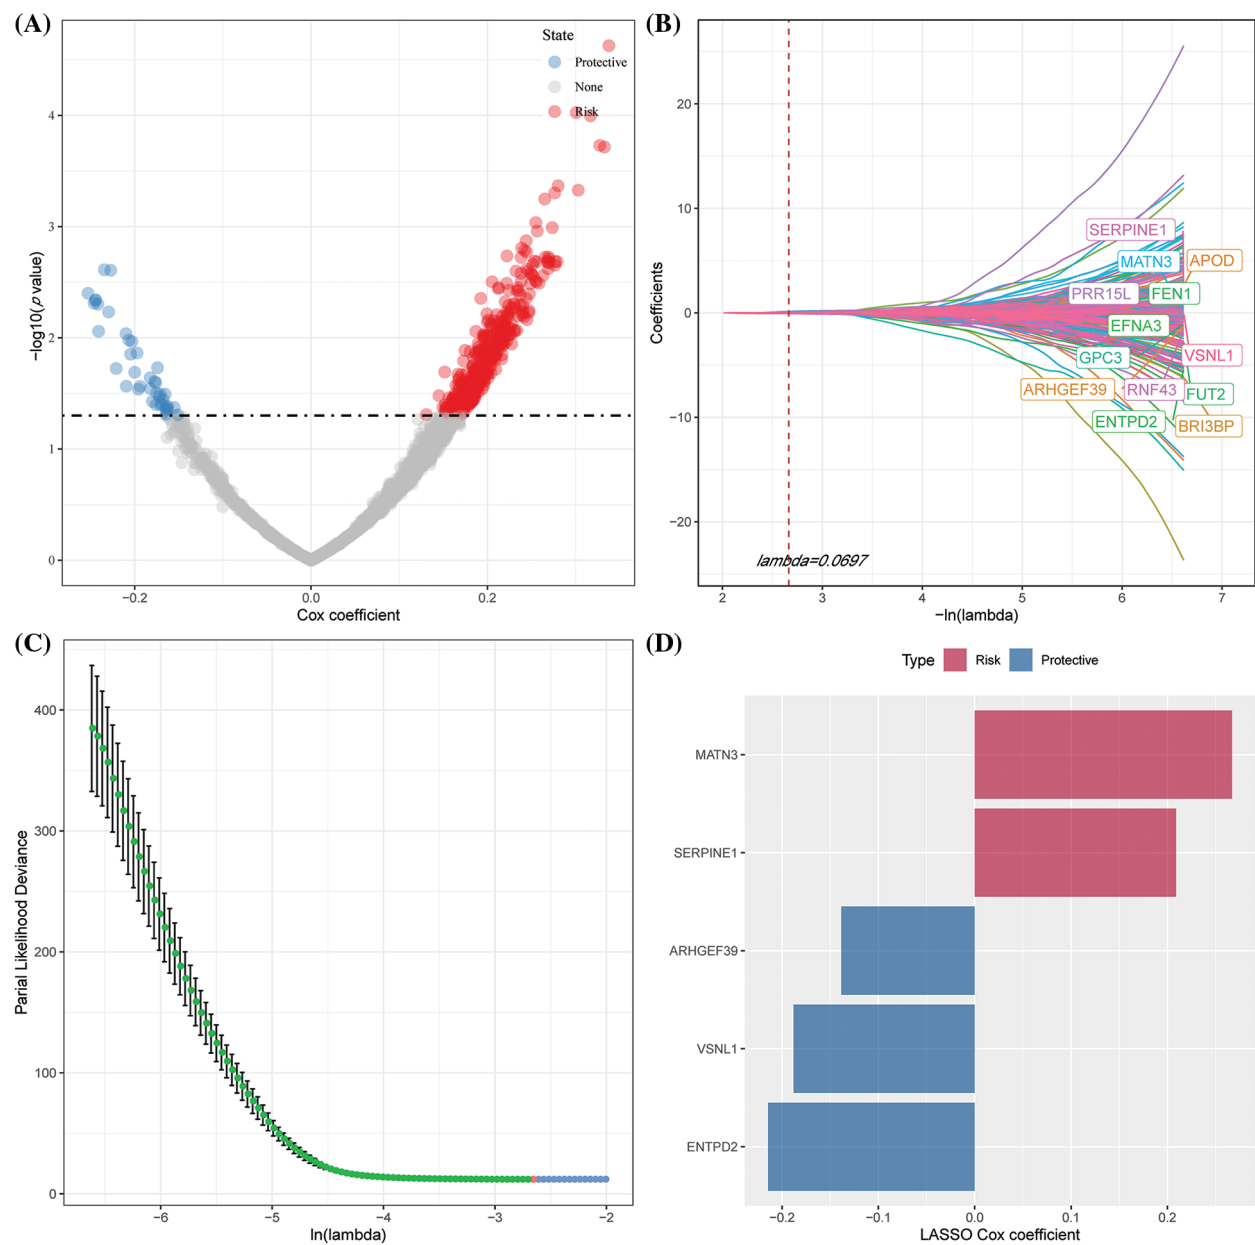 (A)
State
Protective
None
Risk
4
3
2
1
0
−log10(p value)
−0.2
0.0
0.2
Cox coefficient
(B)
20
10
0
−10
−20
Coefficients
SERPINE1
MATN3
APOD
PRR15L
FEN1
EFNA3
GPC3
VSNL1
ARHGEF39
RNF43
FUT2
ENTPD2
BRI3BP
lambda=0.0697
2
3
4
5
6
7
−ln(lambda)
(C)
400
300
200
100
0
Parial Likelihood Deviance
−6
−5
−4
−3
−2
ln(lambda)
(D)
Type
Risk
Protective
MATN3
SERPINE1
ARHGEF39
VSNL1
ENTPD2
−0.2
−0.1
0.0
0.1
0.2
LASSO Cox coefficient